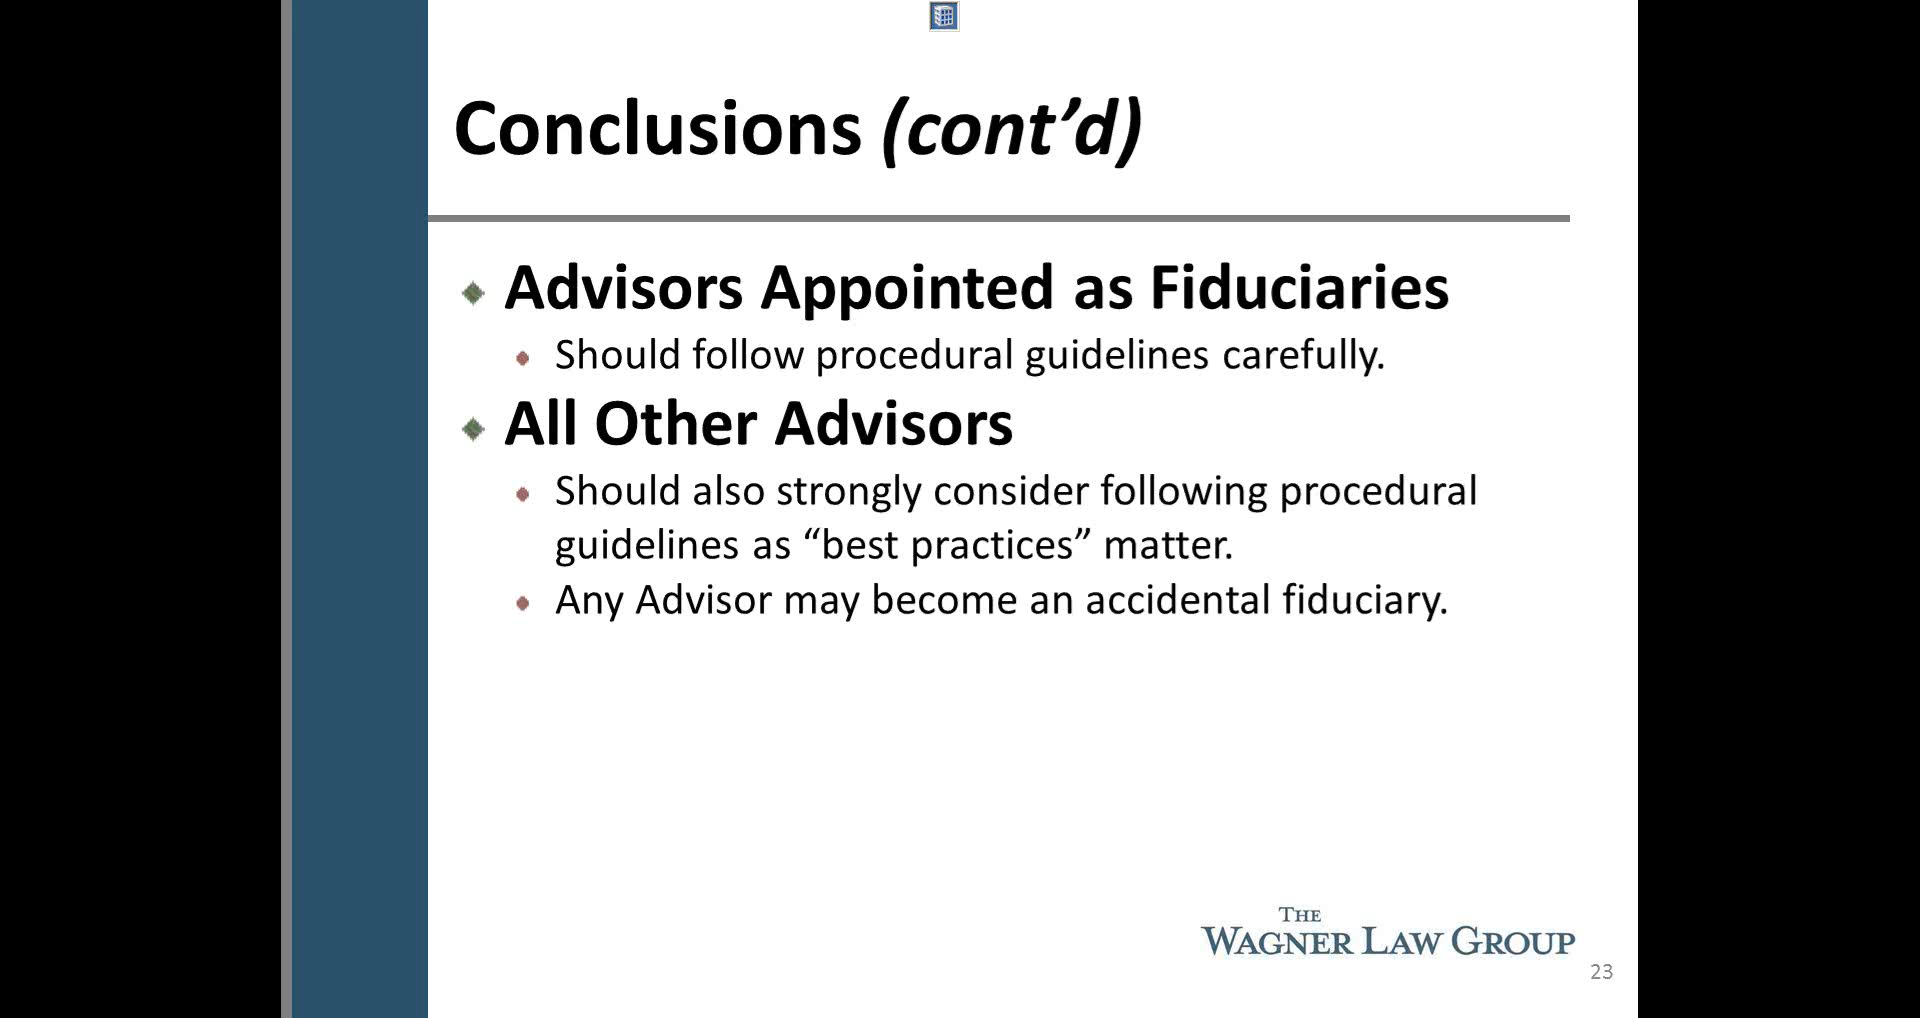 Conclusions (cont’d)
Advisors Appointed as Fiduciaries
Should follow procedural guidelines carefully.
All Other Advisors
Should also strongly consider following procedural
guidelines as “best practices” matter.
Any Advisor may become an accidental fiduciary.
THE
WAGNER LAW GROUP
23